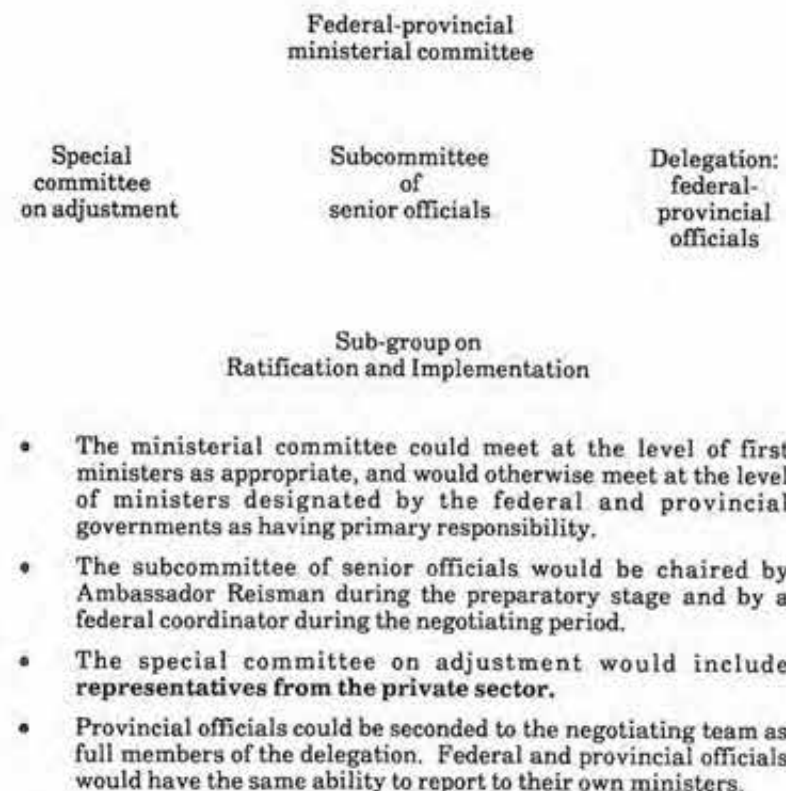 Federal-provincial
ministerial committee
Special
committee
on adjustment
Subcommittee
of
senior officials
Delegation:
federal-
provincial
officials
Sub-group on
Ratification and Implementation
• The ministerial committee could meet at the level of first
ministers as appropriate, and would otherwise meet at the level
of ministers designated by the federal and provincial
governments as having primary responsibility.
• The subcommittee of senior officials would be chaired by
Ambassador Reisman during the preparatory stage and by a
federal coordinator during the negotiating period.
• The special committee on adjustment would include
representatives from the private sector.
• Provincial officials could be seconded to the negotiating team as
full members of the delegation. Federal and provincial officials
would have the same ability to report to their own ministers.